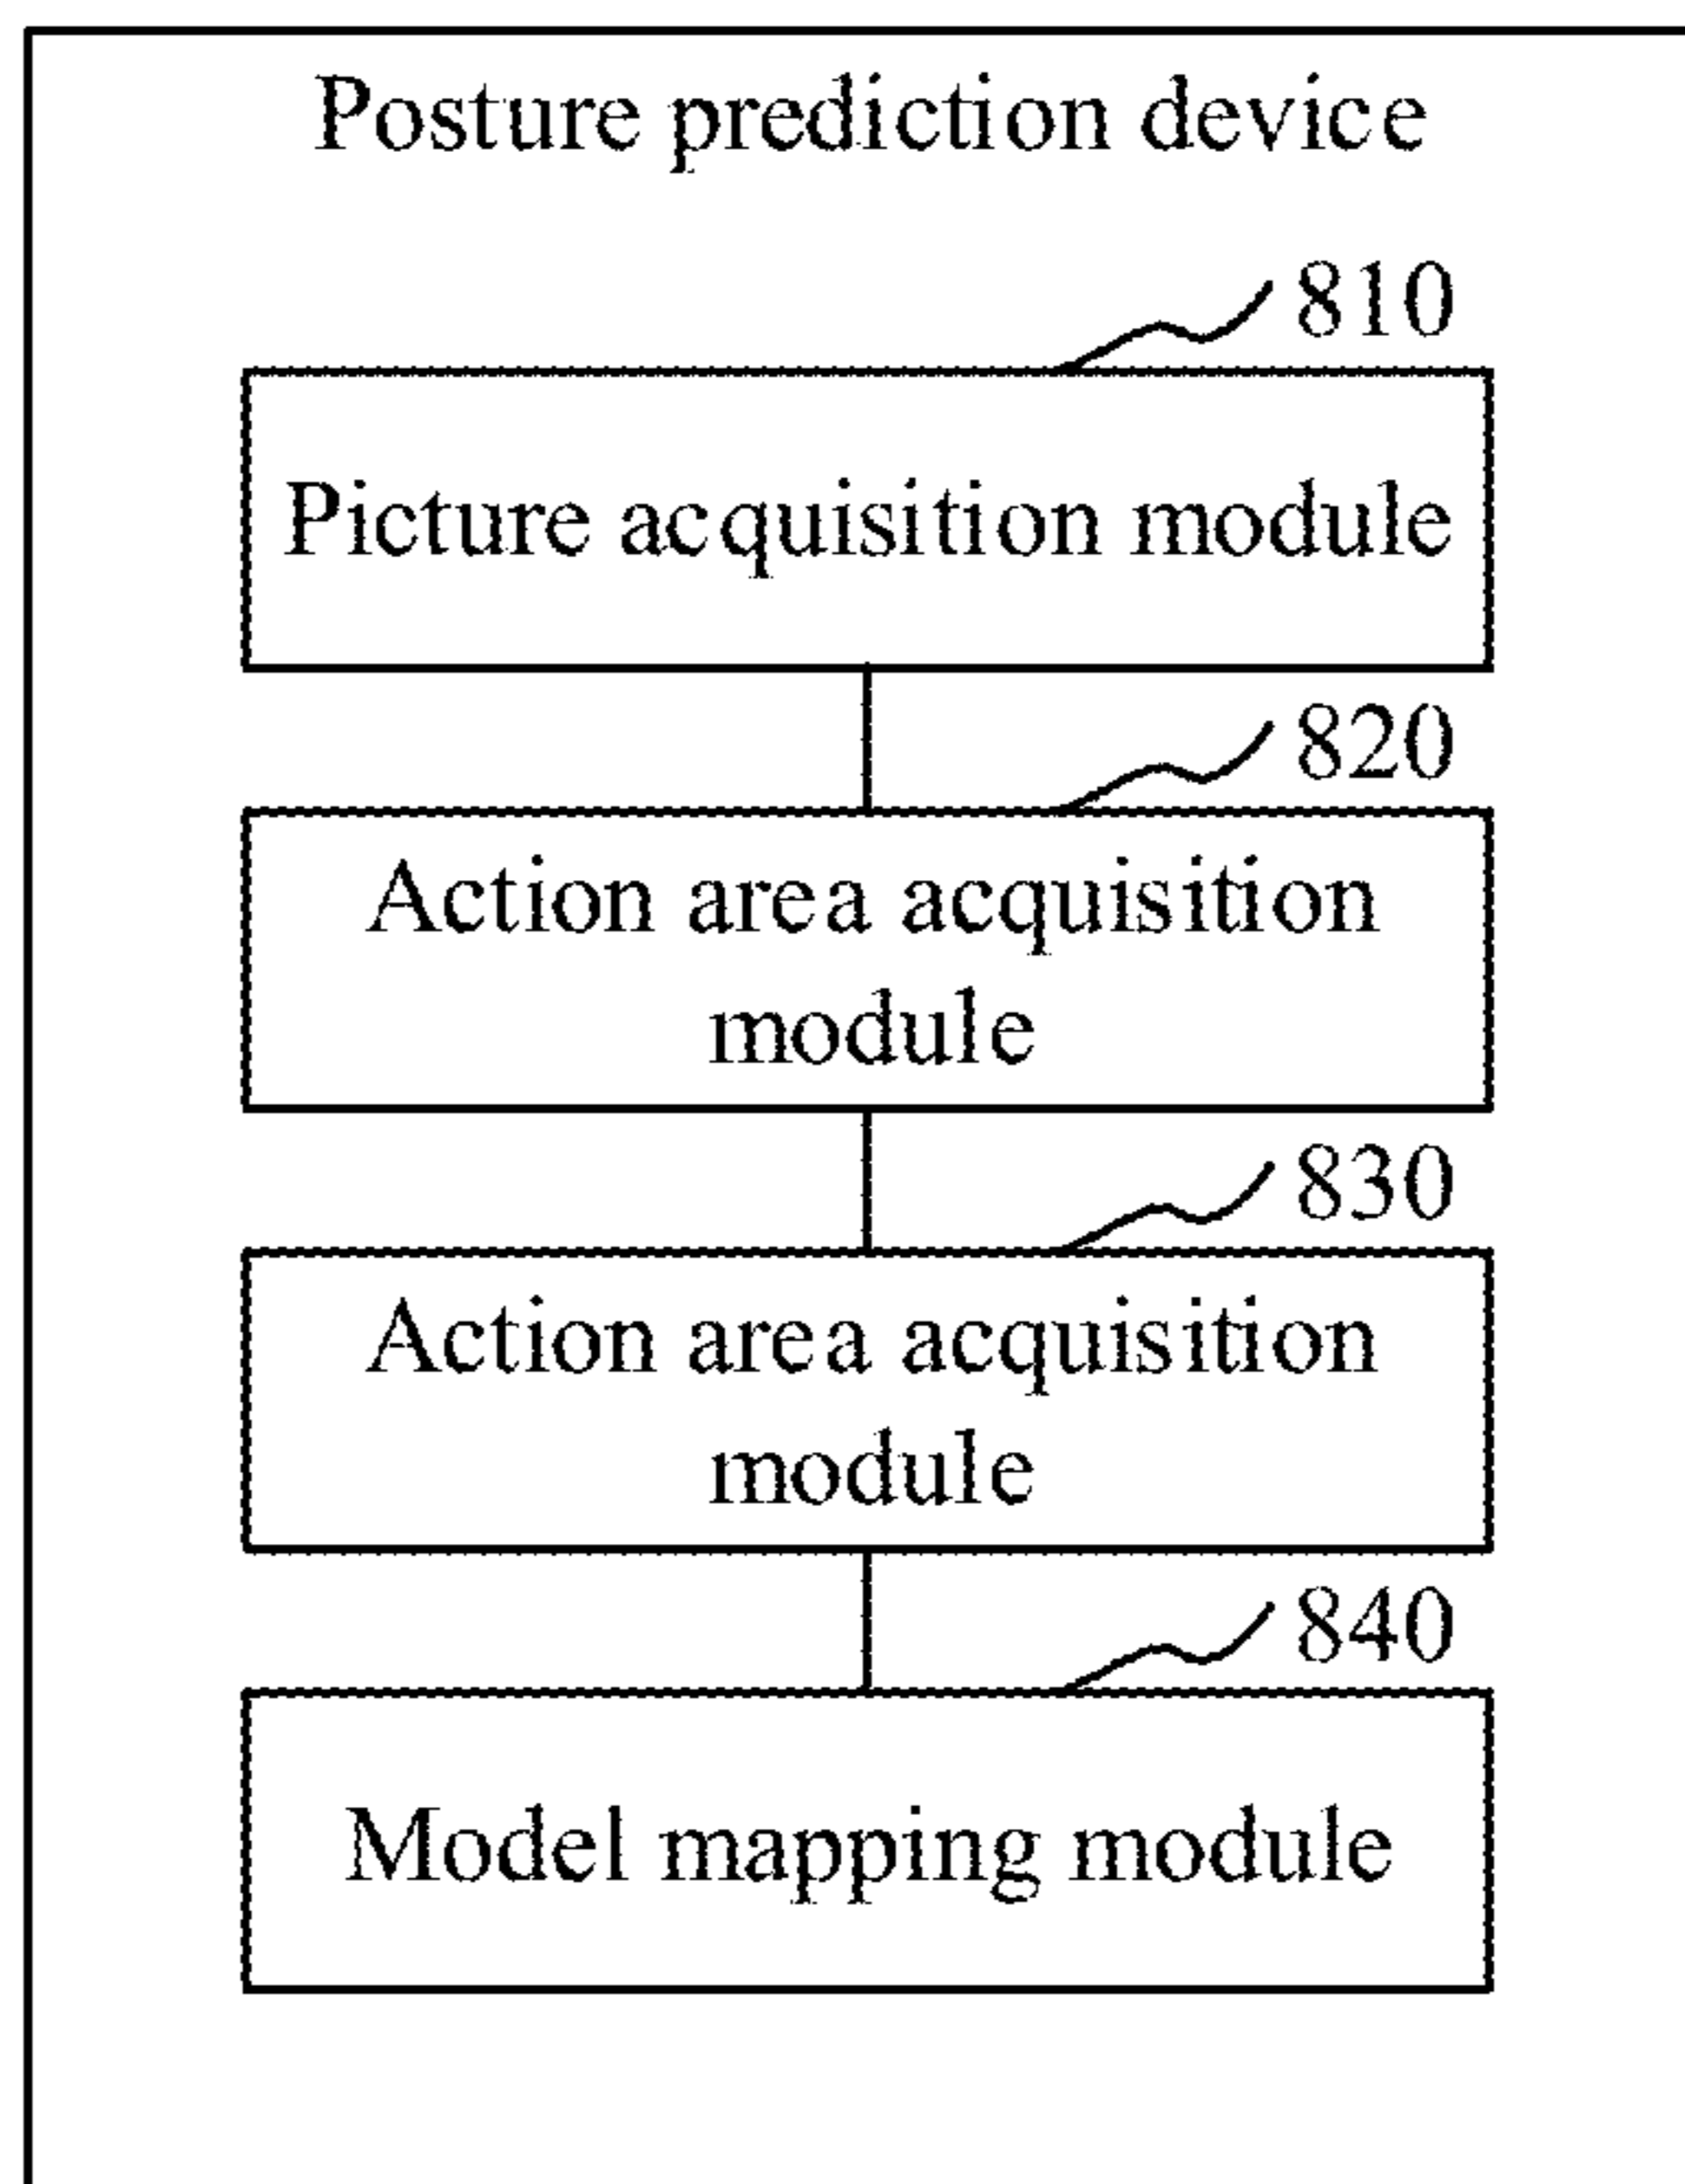 Posture prediction device
810
Picture acquisition module
820
Action area acquisition
module
830
Action area acquisition
module
840
Model mapping module